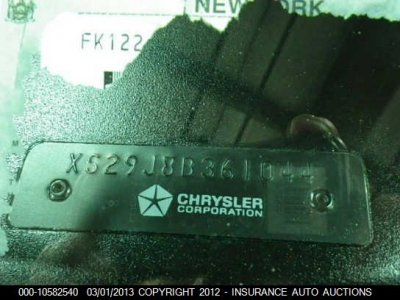 NEW YORK
FK122
XS29J8B361044
CHRYSLER
CORPORATION
000-10582540 03/01/2013 COPYRIGHT 2012 - INSURANCE AUTO AUCTIONS